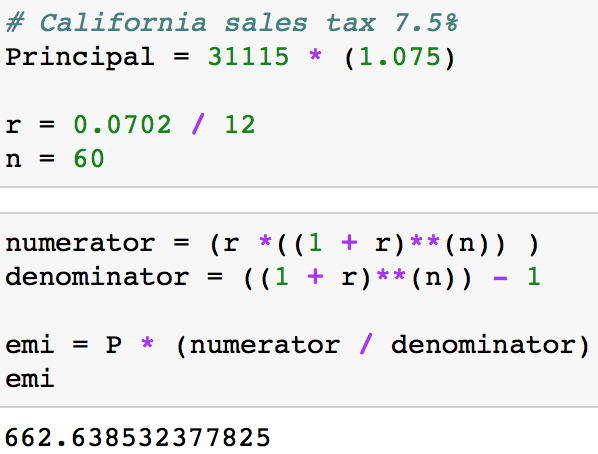 # California sales tax 7.5%
Principal = 31115 * (1.075)
r = 0.0702 / 12
n = 60
numerator = (r *((1 + r)**(n)) )
denominator = ((1 + r)**(n)) - 1
emi = P * (numerator / denominator)
emi
662.638532377825